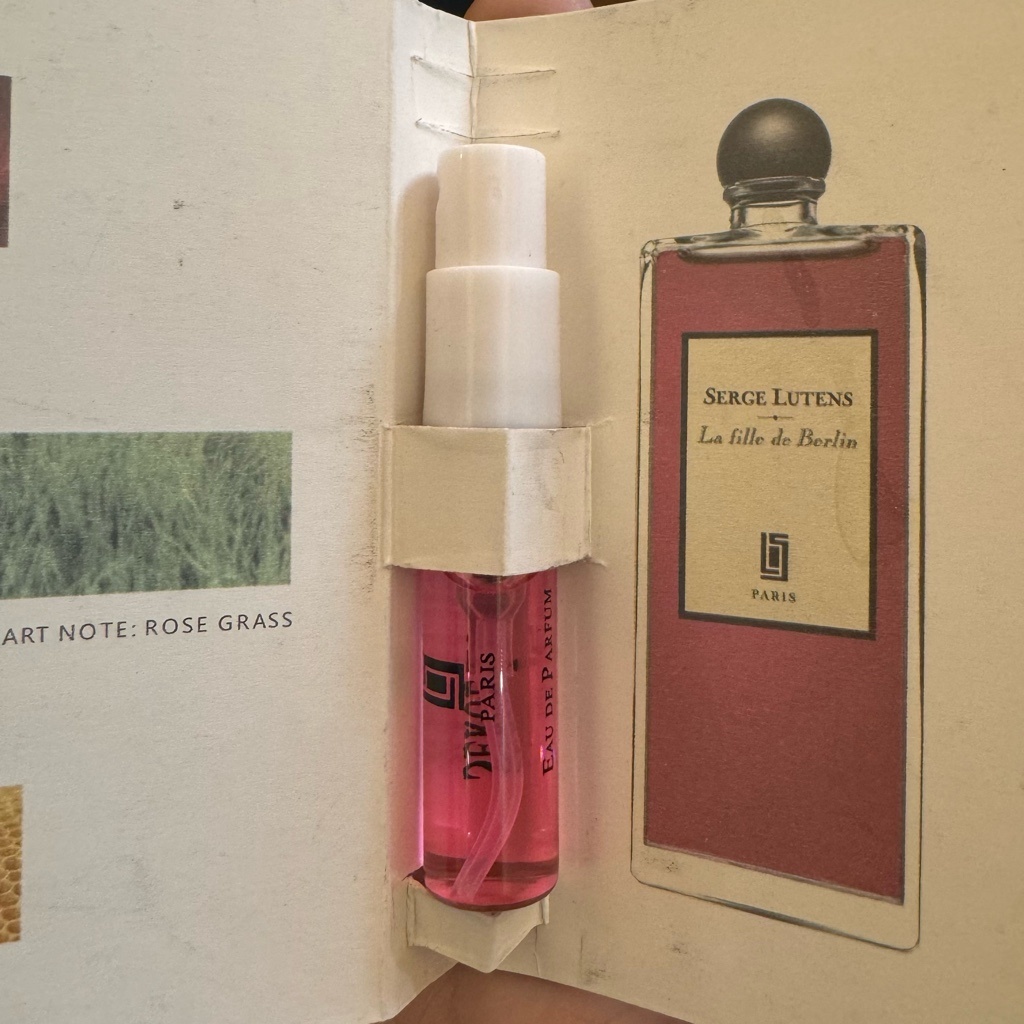 ART NOTE: ROSE GRASS
PARIS
EAU DE PARFUM
SERGE LUTENS
La fille de Berlin
PARIS